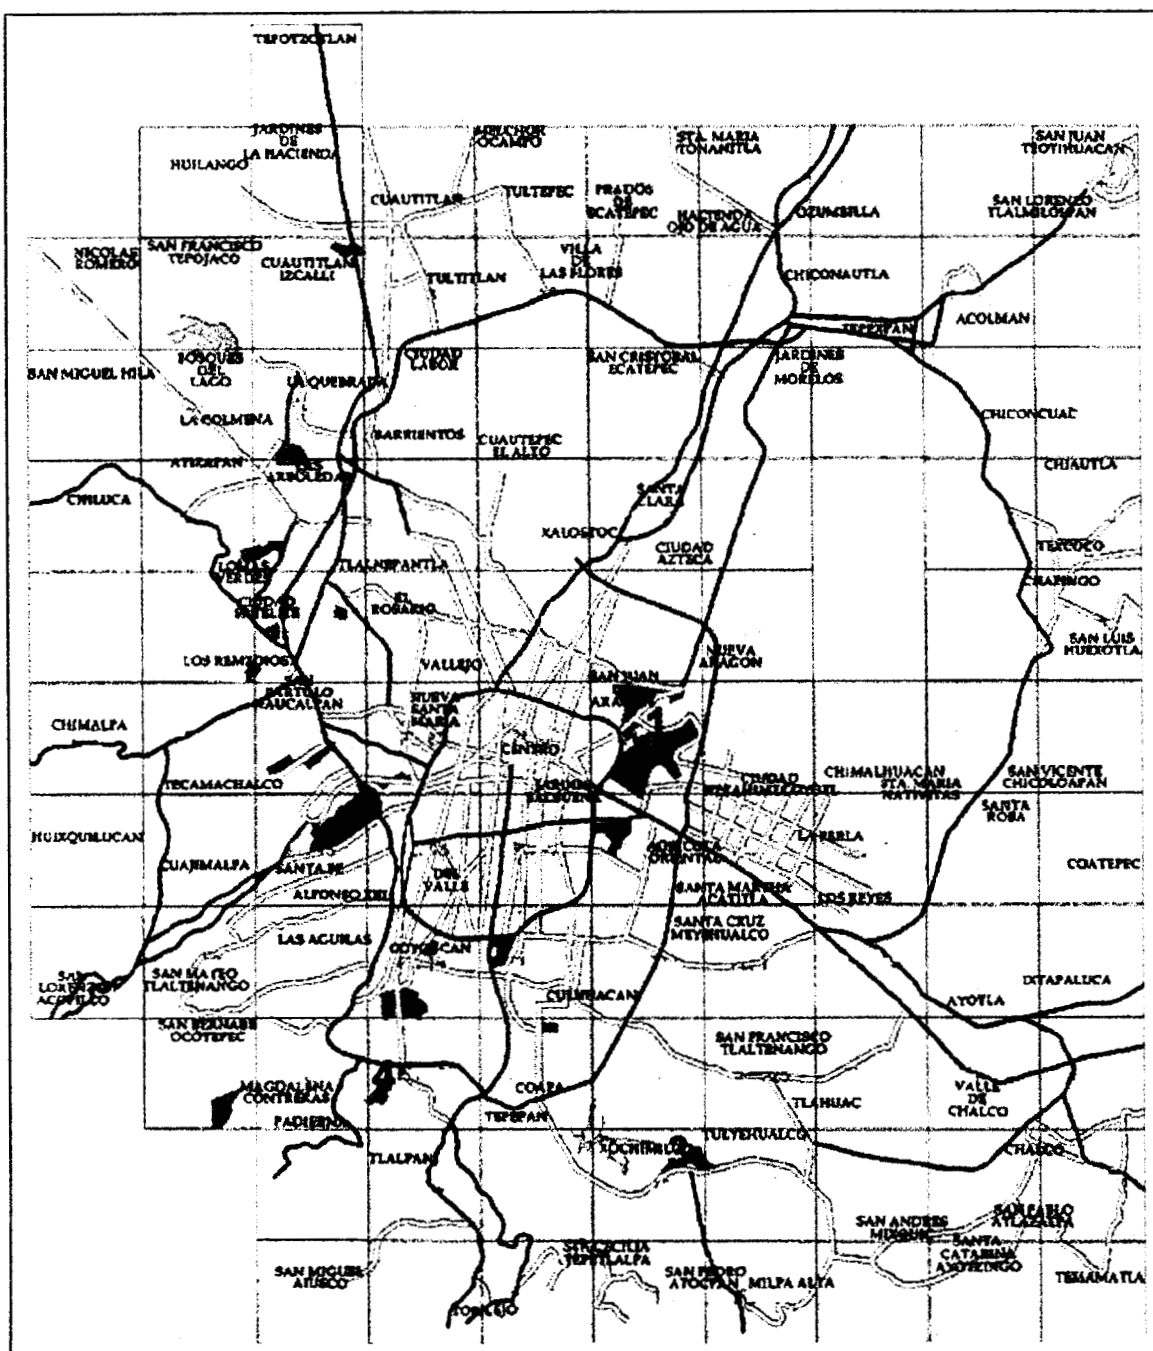 TEPOTZOTLAN
JARDINES
DE
LA HACIENDA
HUILANGO
MELCHOR
OCAMPO
STA. MARIA
TONANITLA
SAN JUAN
TEOTIHUACAN
CUAUTITLAN
TULTEPEC
PRADOS
DE
ECATEPEC
HACIENDA
OJO DE AGUA
OZUMBILLA
SAN LORENZO
TLALMILOLPAN
NICOLAS
ROMERO
SAN FRANCISCO
TEPOJACO
CUAUTITLAN
IZCALLI
TULTITLAN
VILLA
DE
LAS FLORES
CHICONAUTLA
TEPEXPAN
ACOLMAN
SAN MIGUEL HILA
BOSQUES
DEL
LAGO
LA QUEBRADA
CIUDAD
LABOR
SAN CRISTOBAL
ECATEPEC
JARDINES
DE
MORELOS
LA COLMENA
BARRIENTOS
CUAUTEPEC
EL ALTO
CHICONCUAC
ATIZAPAN
LAS
ARBOLEDAS
CHIAUTLA
CHILUCA
SANTA
CLARA
XALOSTOC
CIUDAD
AZTECA
TEXCOCO
LOMAS
VERDES
TLALNEPANTLA
CHAPINGO
CIUDAD
SATELITE
EL
ROSARIO
SAN LUIS
HUEXOTLA
LOS REMEDIOS
VALLEJO
NUEVA
ARAGON
SAN
BARTOLO
NAUCALPAN
NUEVA
SANTA
MARIA
SAN JUAN
DE
CHIMALPA
CENTRO
TECAMACHALCO
JARDIN
BALBUENA
CIUDAD
NEZAHUALCOYOTL
CHIMALHUACAN
STA. MARIA
NATIVITAS
SAN VICENTE
CHICOLOAPAN
SANTA
ROSA
HUIXQUILUCAN
LA PERLA
CUAJIMALPA
SANTA FE
DEL
VALLE
AGRICOLA
ORIENTAL
COATEPEC
ALFONSO XIII
SANTA MARTHA
ACATITLA
LOS REYES
LAS AGUILAS
COYOACAN
SANTA CRUZ
MEYEHUALCO
SAN
LORENZO
ACOPILCO
SAN MATEO
TLALTENANGO
CULHUACAN
IXTAPALUCA
AYOTLA
SAN BERNABE
OCOTEPEC
SAN FRANCISCO
TLALTENANGO
MAGDALENA
CONTRERAS
COAPA
VALLE
DE
CHALCO
TLAHUAC
PADIERNA
TEPEPAN
TULYEHUALCO
TLALPAN
XOCHIMILCO
CHALCO
SAN ANDRES
MIXQUIC
SAN PABLO
ATLAZALPA
SANTA
CATARINA
AYOTZINGO
STA. CECILIA
TEPETLALPA
SAN MIGUEL
AJUSCO
SAN PEDRO
ATOCPAN
MILPA ALTA
TEMAMATLA
TOPILEJO